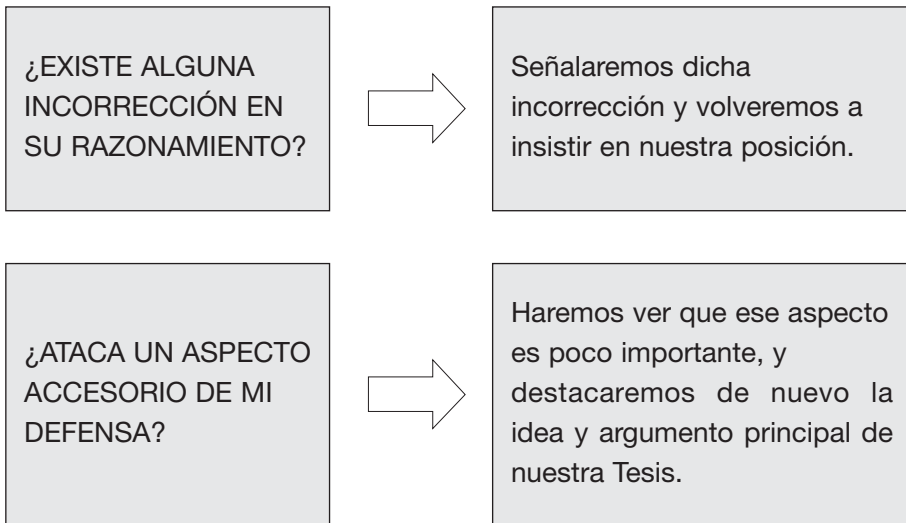 ¿EXISTE ALGUNA
INCORRECCIÓN EN
SU RAZONAMIENTO?
Señalaremos dicha
incorrección y volveremos a
insistir en nuestra posición.
¿ATACA UN ASPECTO
ACCESORIO DE MI
DEFENSA?
Haremos ver que ese aspecto
es poco importante, y
destacaremos de nuevo la
idea y argumento principal de
nuestra Tesis.